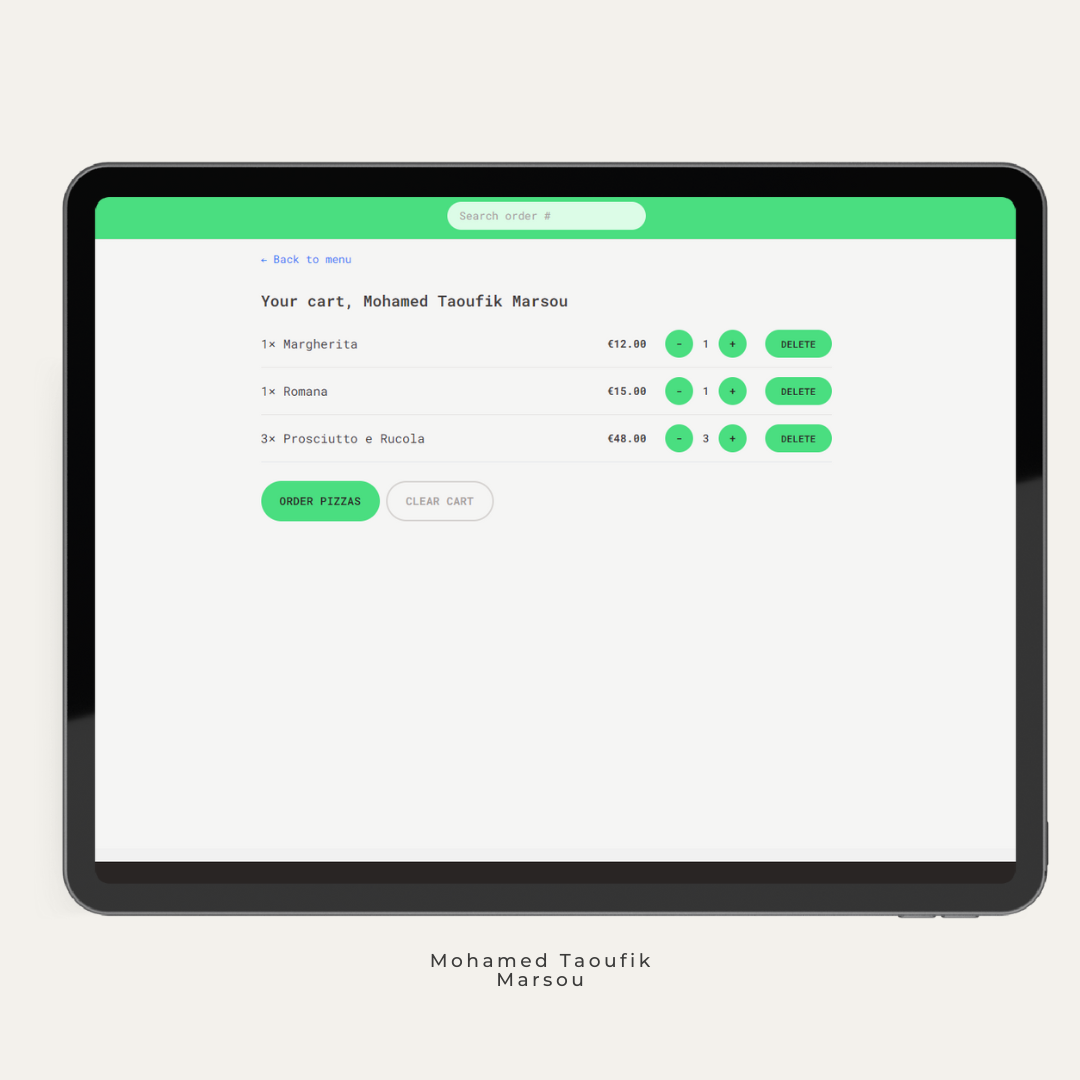 Search order #
← Back to menu
Your cart, Mohamed Taoufik Marsou
1× Margherita €12.00 - 1 + DELETE
1× Romana €15.00 - 1 + DELETE
3× Prosciutto e Rucola €48.00 - 3 + DELETE
ORDER PIZZAS CLEAR CART
Mohamed Taoufik
Marsou